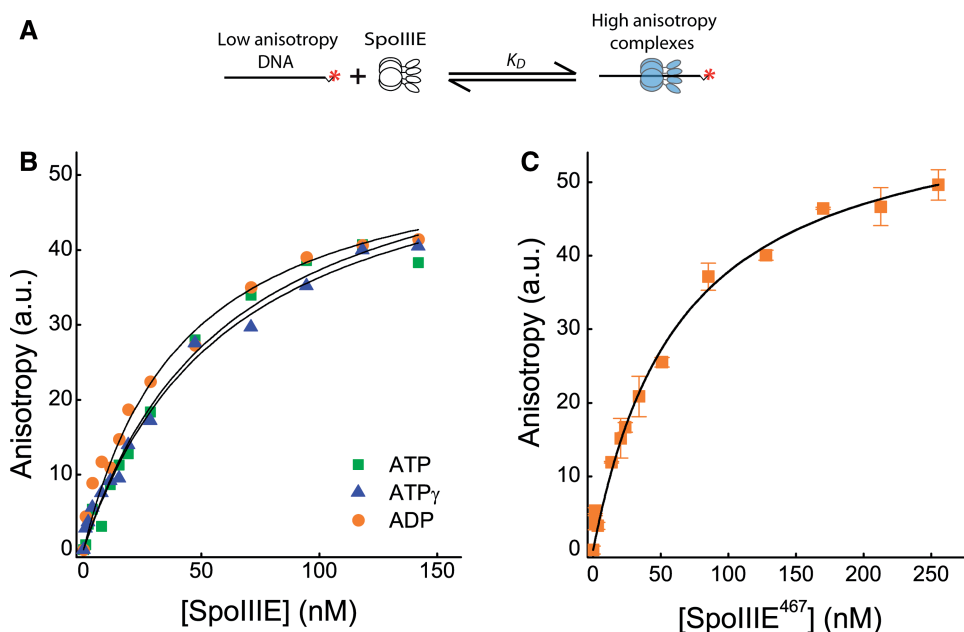 A
Low anisotropy
DNA
*
+
SpoIIIE
K_D
High anisotropy
complexes
*
B
50
40
30
20
10
0
Anisotropy (a.u.)
ATP
ATPγ
ADP
0
50
100
150
[SpoIIIE] (nM)
C
50
40
30
20
10
0
Anisotropy (a.u.)
0
50
100
150
200
250
[SpoIIIE⁴⁶⁷] (nM)